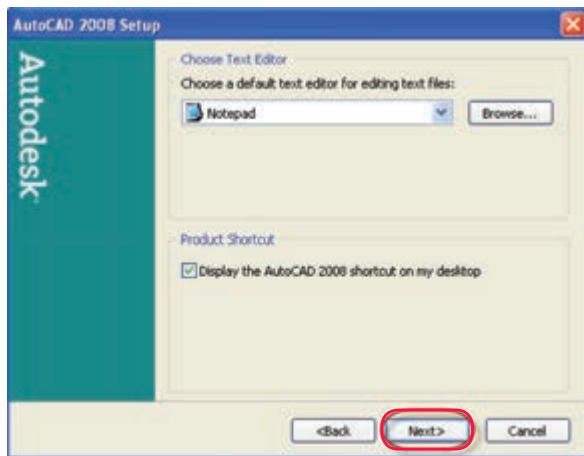 AutoCAD 2008 Setup
Autodesk
Choose Text Editor
Choose a default text editor for editing text files:
Notepad
Browse...
Product Shortcut
Display the AutoCAD 2008 shortcut on my desktop
<Back
Next>
Cancel